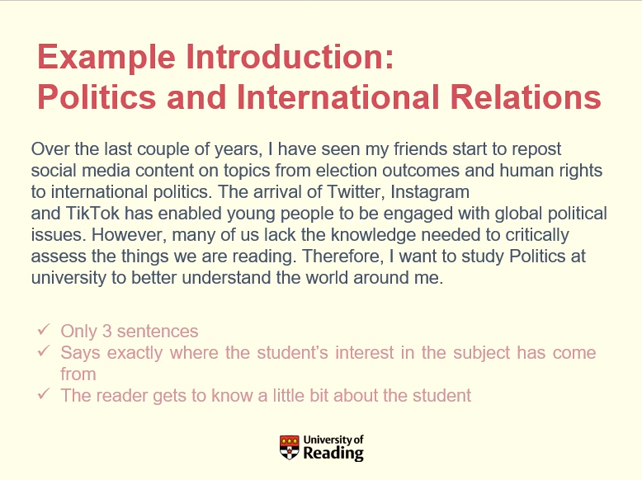 Example Introduction:
Politics and International Relations
Over the last couple of years, I have seen my friends start to repost
social media content on topics from election outcomes and human rights
to international politics. The arrival of Twitter, Instagram
and TikTok has enabled young people to be engaged with global political
issues. However, many of us lack the knowledge needed to critically
assess the things we are reading. Therefore, I want to study Politics at
university to better understand the world around me.
✓ Only 3 sentences
✓ Says exactly where the student's interest in the subject has come
from
✓ The reader gets to know a little bit about the student
University of
Reading